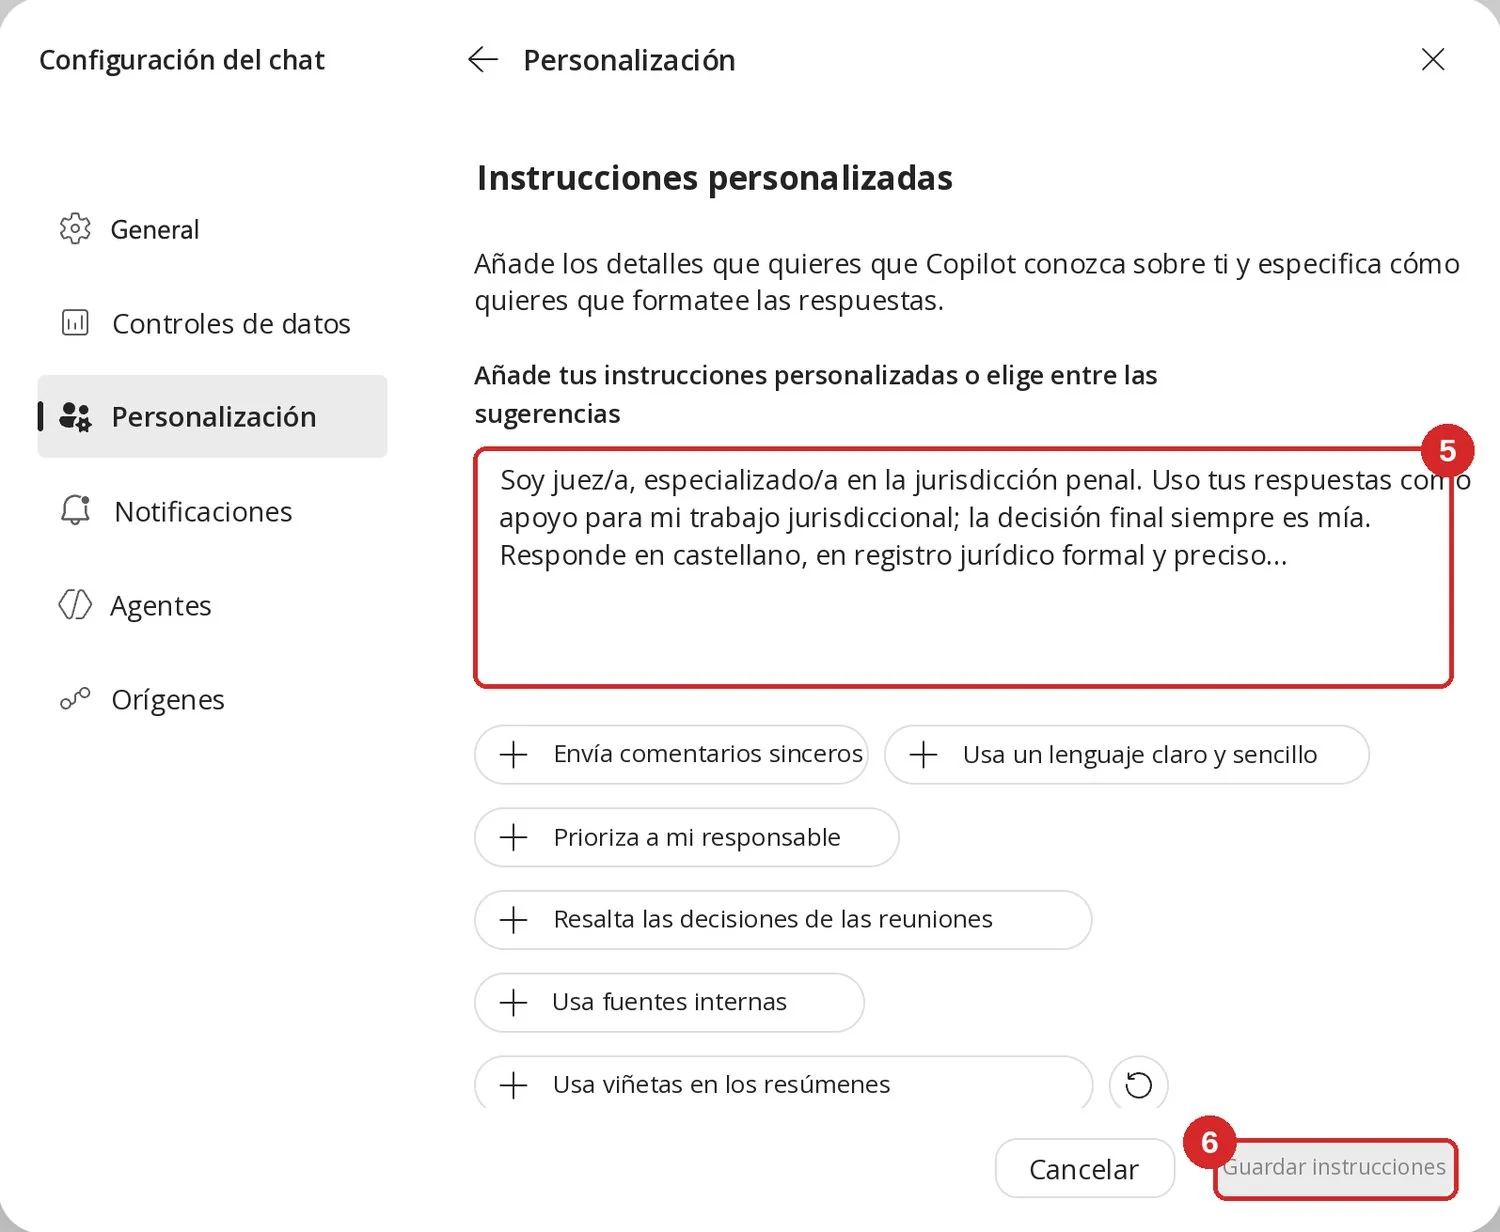 Configuración del chat
Personalización
General
Controles de datos
Personalización
Notificaciones
Agentes
Orígenes
Instrucciones personalizadas
Añade los detalles que quieres que Copilot conozca sobre ti y especifica cómo
quieres que formatee las respuestas.
Añade tus instrucciones personalizadas o elige entre las
sugerencias
5
Soy juez/a, especializado/a en la jurisdicción penal. Uso tus respuestas como
apoyo para mi trabajo jurisdiccional; la decisión final siempre es mía.
Responde en castellano, en registro jurídico formal y preciso...
Envía comentarios sinceros
Usa un lenguaje claro y sencillo
Prioriza a mi responsable
Resalta las decisiones de las reuniones
Usa fuentes internas
Usa viñetas en los resúmenes
Cancelar
6
Guardar instrucciones